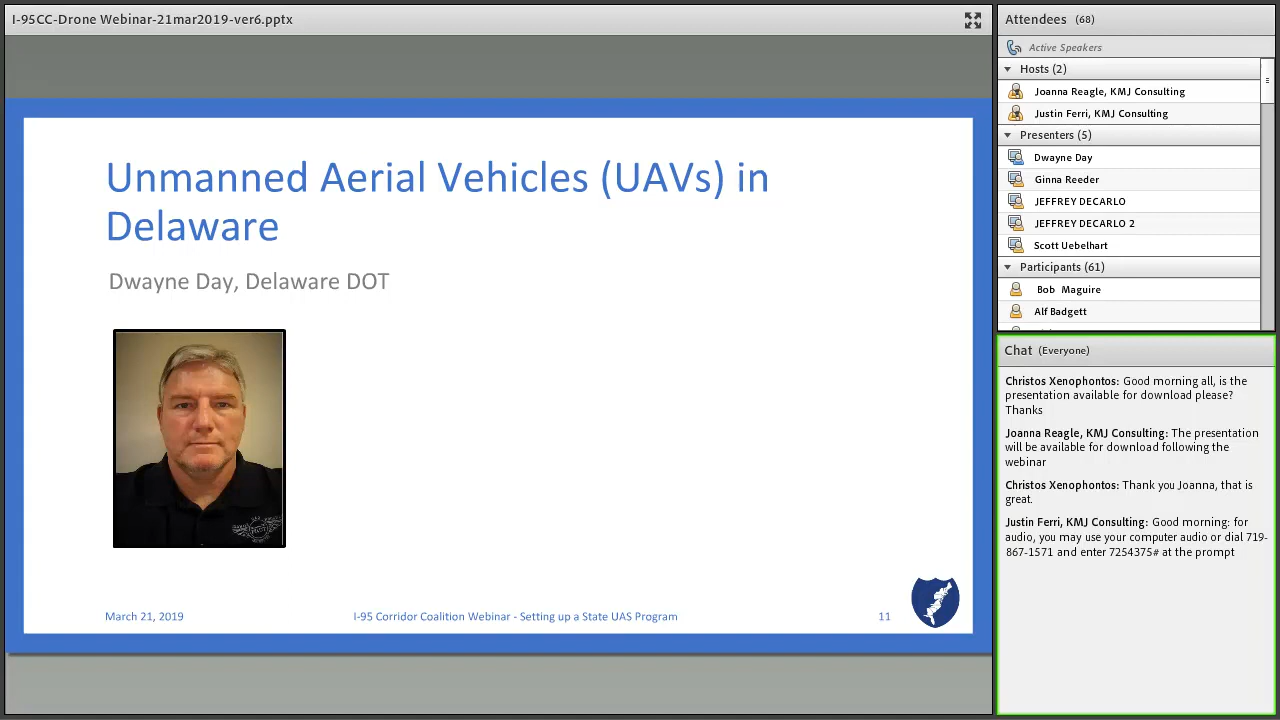 I-95CC-Drone Webinar-21mar2019-ver6.pptx
Unmanned Aerial Vehicles (UAVs) in
Delaware
Dwayne Day, Delaware DOT
March 21, 2019
I-95 Corridor Coalition Webinar - Setting up a State UAS Program
11
Attendees (68)
Active Speakers
Hosts (2)
Joanna Reagle, KMJ Consulting
Justin Ferri, KMJ Consulting
Presenters (5)
Dwayne Day
Ginna Reeder
JEFFREY DECARLO
JEFFREY DECARLO 2
Scott Uebelhart
Participants (61)
Bob Maguire
Alf Badgett
Chat (Everyone)
Christos Xenophontos: Good morning all, is the
presentation available for download please?
Thanks
Joanna Reagle, KMJ Consulting: The presentation
will be available for download following the
webinar
Christos Xenophontos: Thank you Joanna, that is
great.
Justin Ferri, KMJ Consulting: Good morning: for
audio, you may use your computer audio or dial 719-
867-1571 and enter 7254375# at the prompt